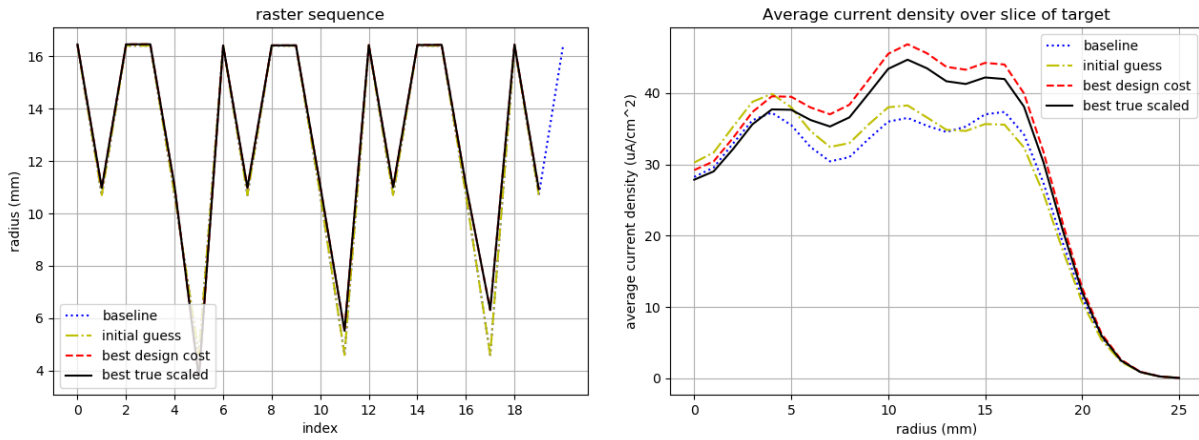 raster sequence
radius (mm)
16
14
12
10
8
6
4
baseline
initial guess
best design cost
best true scaled
0 2 4 6 8 10 12 14 16 18
index
Average current density over slice of target
average current density (uA/cm^2)
40
30
20
10
0
baseline
initial guess
best design cost
best true scaled
0 5 10 15 20 25
radius (mm)